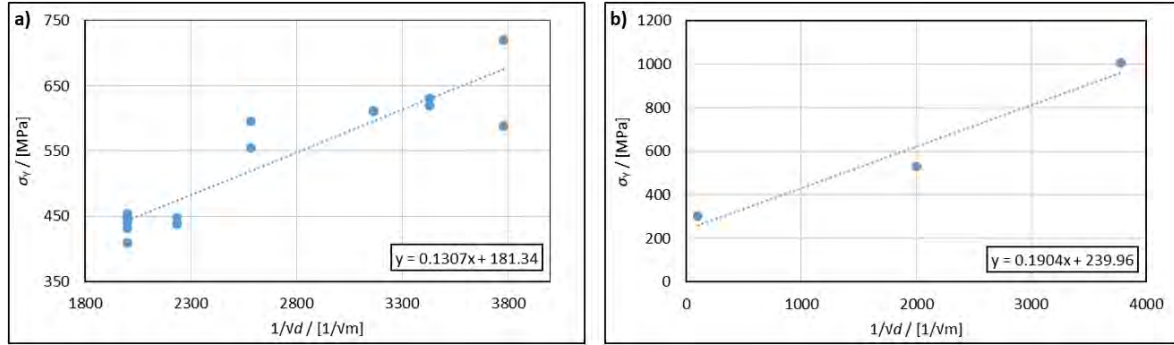 a)
750
650
550
450
350
σY / [MPa]
y = 0.1307x + 181.34
1800 2300 2800 3300 3800
1/√d / [1/√m]
b)
1200
1000
800
600
400
200
0
σY / [MPa]
y = 0.1904x + 239.96
0 1000 2000 3000 4000
1/√d / [1/√m]